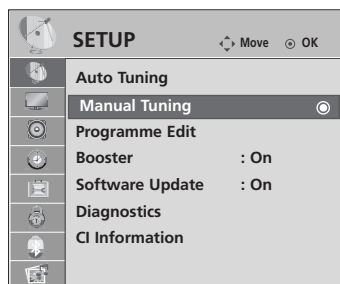 SETUP Move OK
Auto Tuning
Manual Tuning
Programme Edit
Booster : On
Software Update : On
Diagnostics
CI Information